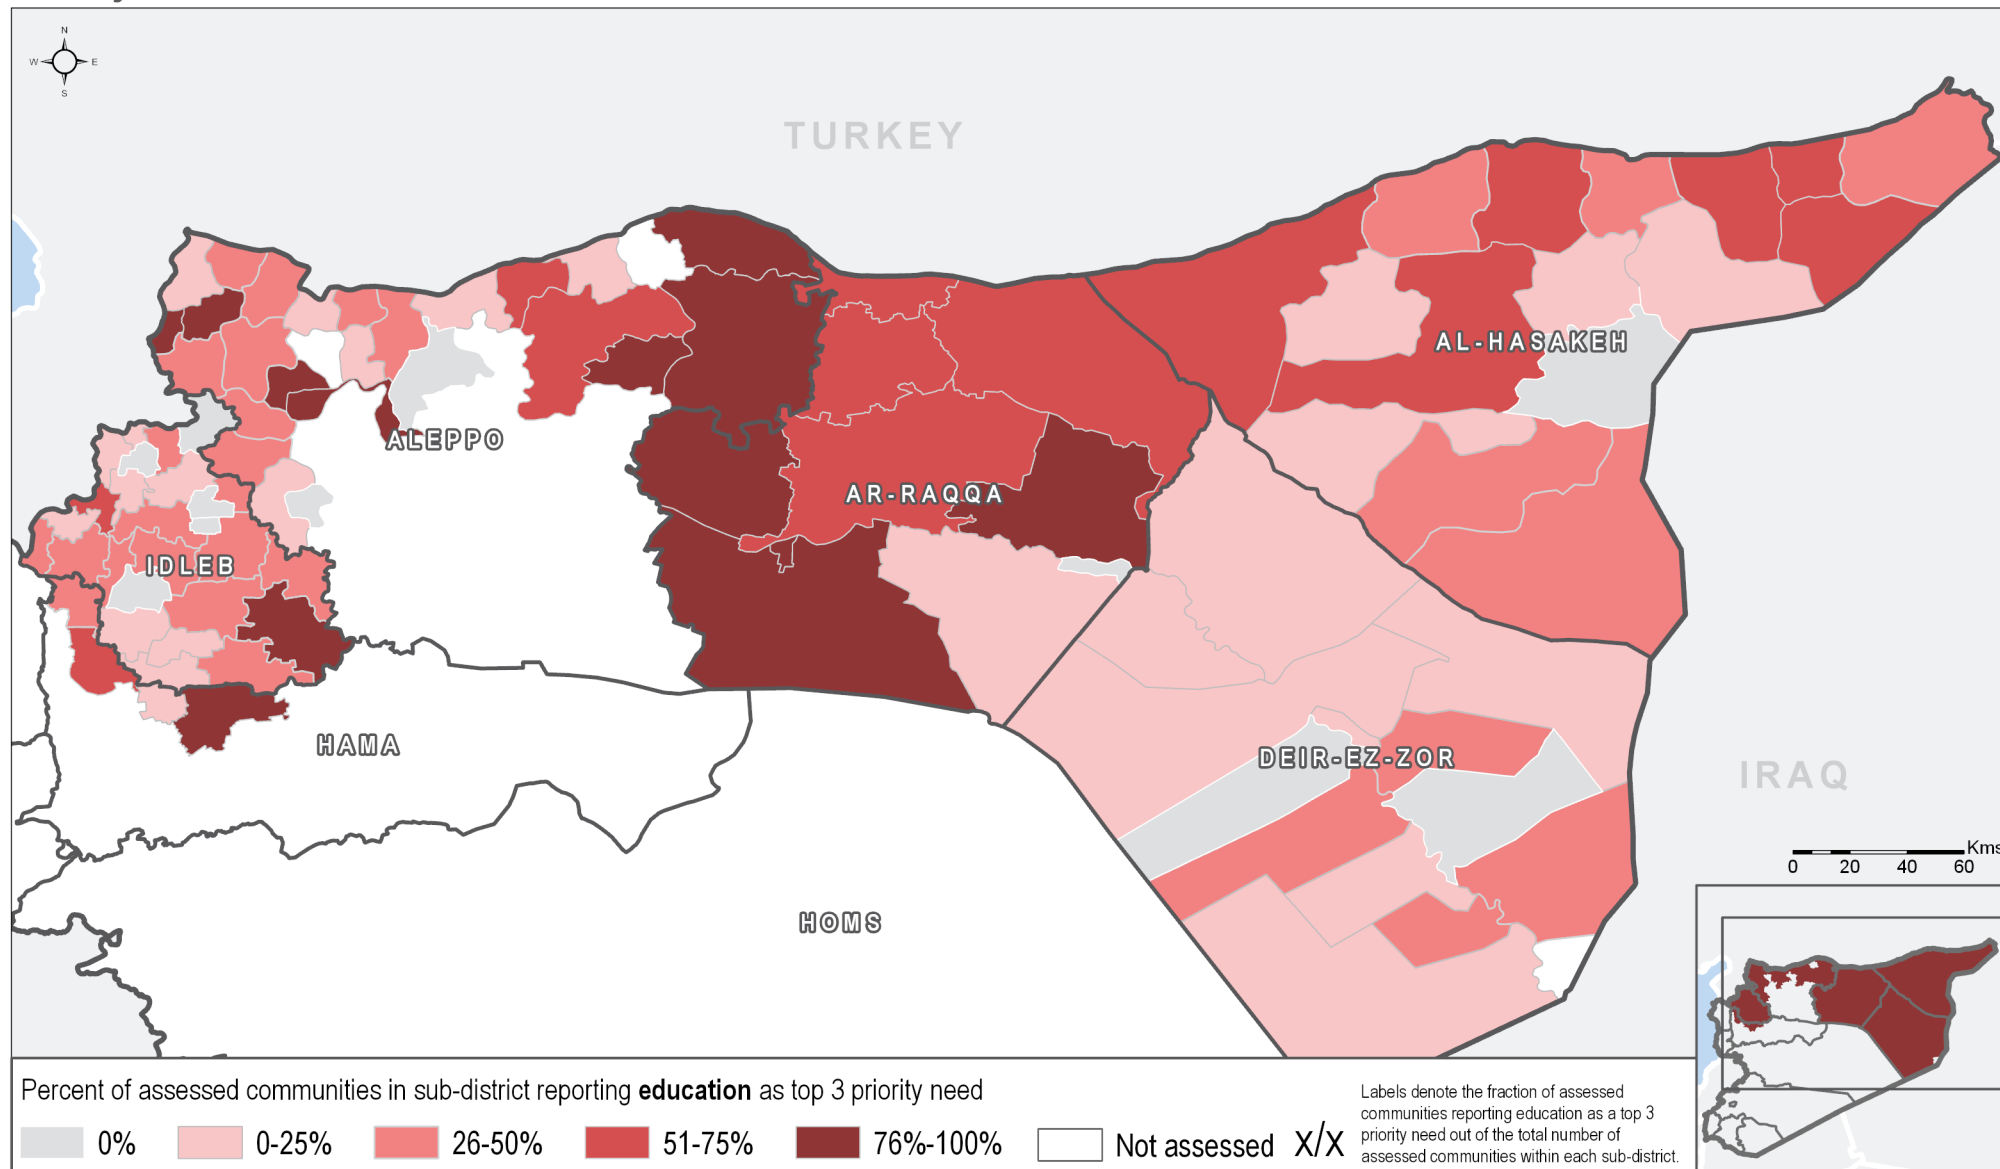 N
W E
S
TURKEY
AL-HASAKEH
ALEPPO
AR-RAQQA
IDLEB
HAMA
DEIR-EZ-ZOR
IRAQ
HOMS
Kms
0 20 40 60
Percent of assessed communities in sub-district reporting education as top 3 priority need
0% 0-25% 26-50% 51-75% 76%-100% Not assessed X/X
Labels denote the fraction of assessed
communities reporting education as a top 3
priority need out of the total number of
assessed communities within each sub-district.